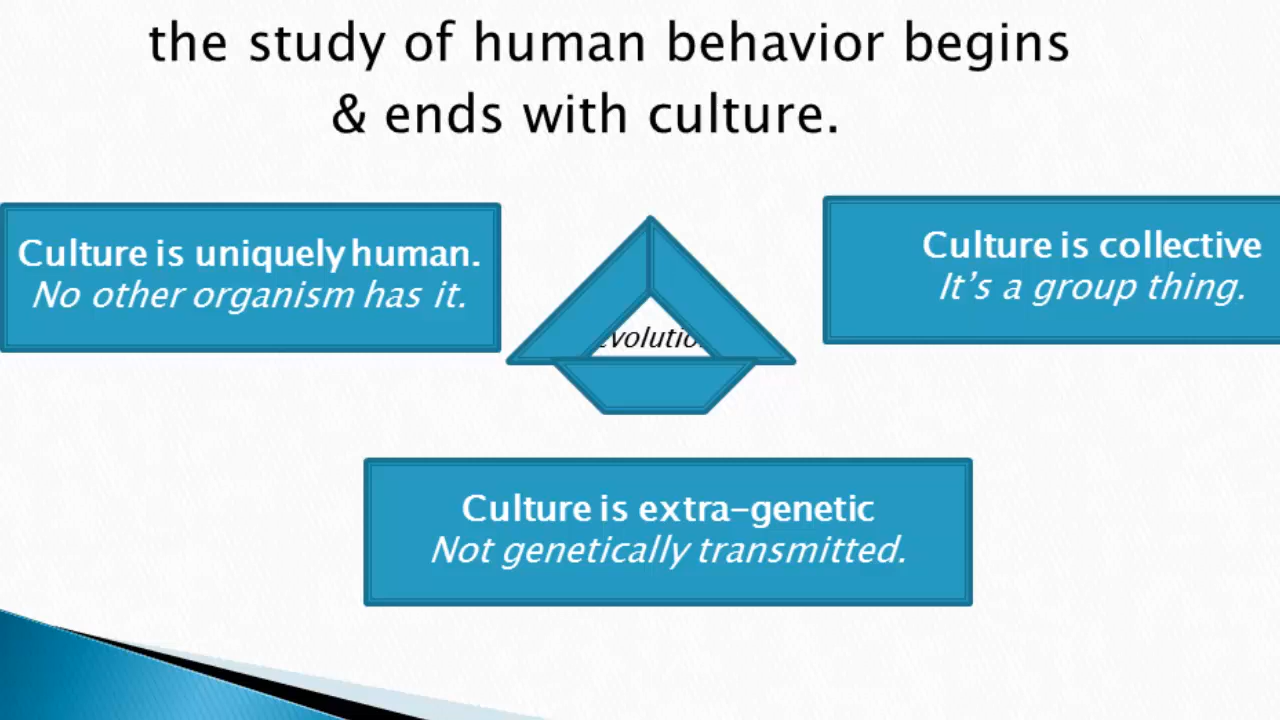 the study of human behavior begins
& ends with culture.
Culture is uniquely human.
No other organism has it.
Culture is collective
It’s a group thing.
Culture is extra-genetic
Not genetically transmitted.